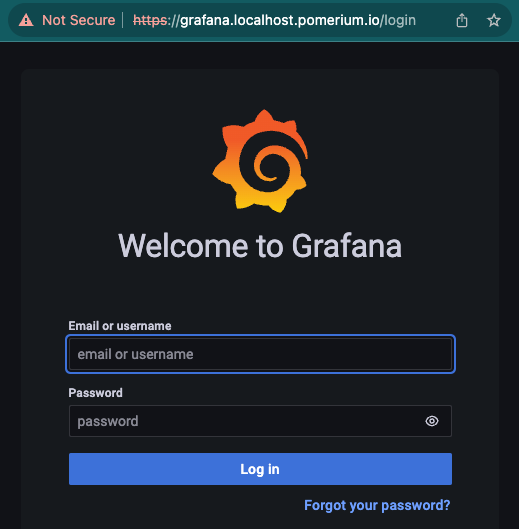 Not Secure https://grafana.localhost.pomerium.io/login
Welcome to Grafana
Email or username
email or username
Password
password
Log in
Forgot your password?